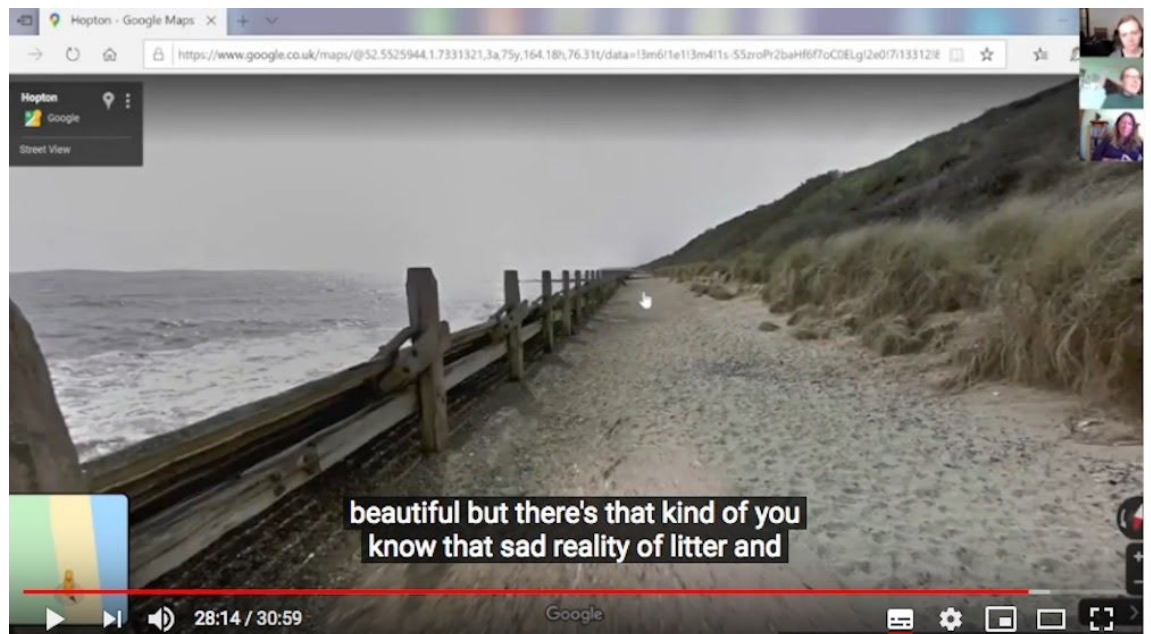 Hopton - Google Maps
https://www.google.co.uk/maps/@52.5525944,1.7331321,3a,75y,164.18h,76.31t/data=!3m6!1e1!3m4!1s-S5zroPr2baHf6f7oC0ELg!2e0!7i13312!8
Hopton
Google
Street View
beautiful but there's that kind of you
know that sad reality of litter and
Google
28:14 / 30:59